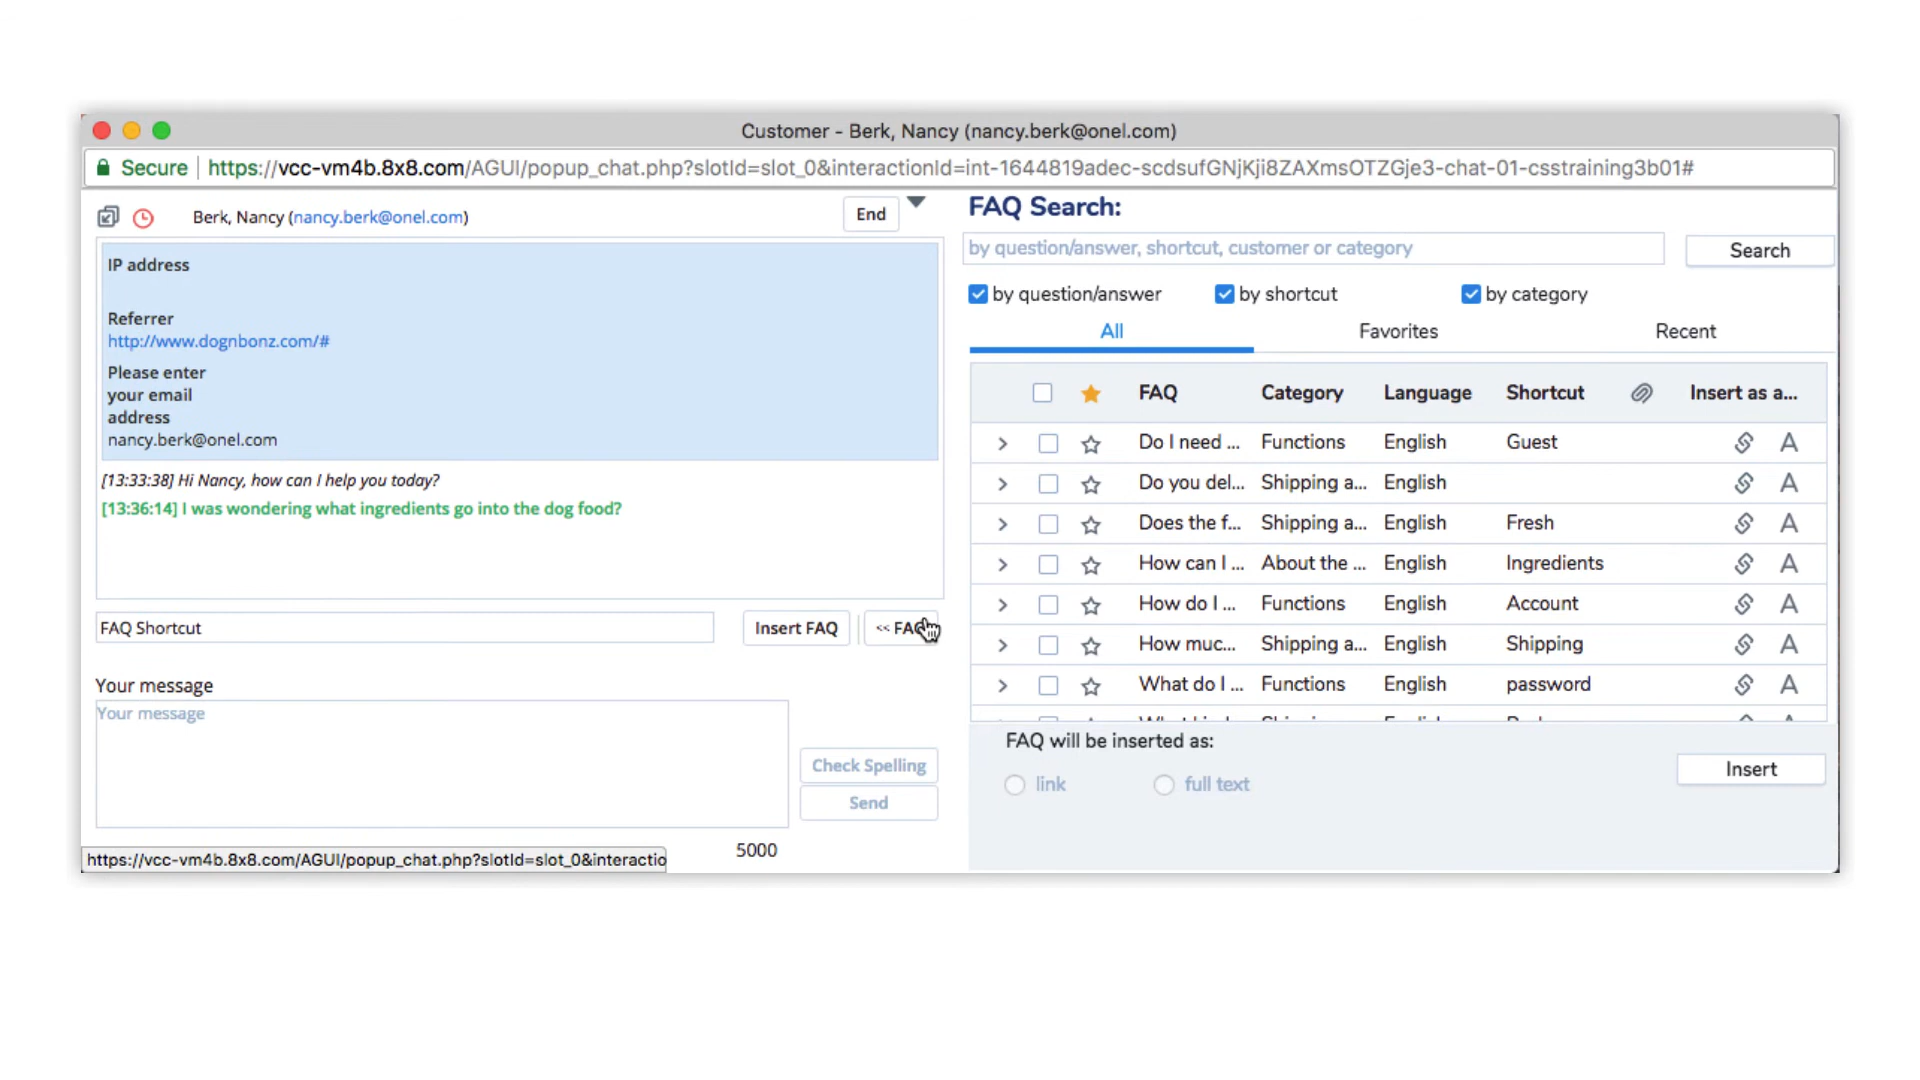 Customer - Berk, Nancy (nancy.berk@onel.com)
Secure | https://vcc-vm4b.8x8.com/AGUI/popup_chat.php?slotId=slot_0&interactionId=int-1644819adec-scdsufGNjKji8ZAXmsOTZGje3-chat-01-csstraining3b01#
Berk, Nancy (nancy.berk@onel.com)
End
IP address
Referrer
http://www.dognbonz.com/#
Please enter
your email
address
nancy.berk@onel.com
[13:33:38] Hi Nancy, how can I help you today?
[13:36:14] I was wondering what ingredients go into the dog food?
FAQ Shortcut
Insert FAQ
<< FAQ
Your message
Your message
Check Spelling
Send
5000
https://vcc-vm4b.8x8.com/AGUI/popup_chat.php?slotId=slot_0&interactio
FAQ Search:
by question/answer, shortcut, customer or category
Search
by question/answer by shortcut by category
All Favorites Recent
FAQ Category Language Shortcut Insert as a...
Do I need ... Functions English Guest A
Do you del... Shipping a... English A
Does the f... Shipping a... English Fresh A
How can I ... About the ... English Ingredients A
How do I ... Functions English Account A
How muc... Shipping a... English Shipping A
What do I ... Functions English password A
FAQ will be inserted as:
link full text
Insert